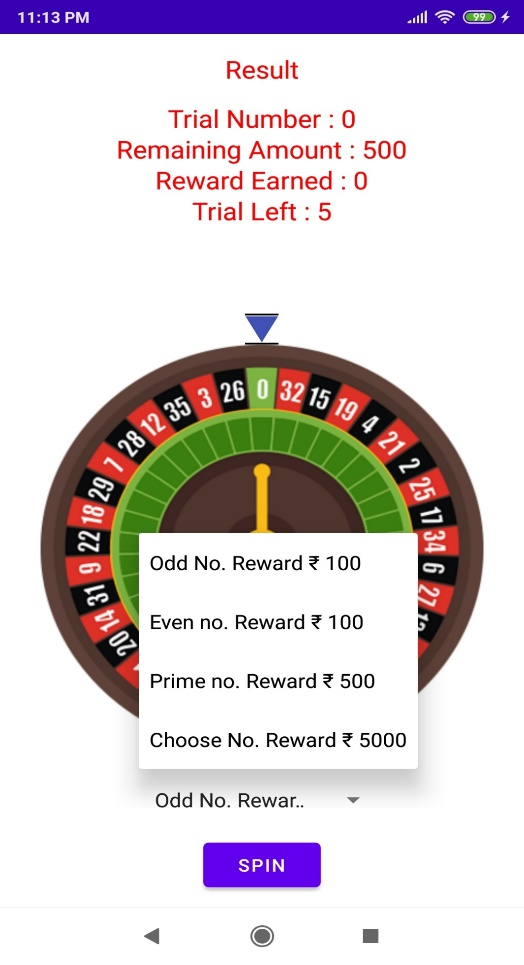 11:13 PM
99
Result
Trial Number : 0
Remaining Amount : 500
Reward Earned : 0
Trial Left : 5
20 14 31 9 22 18 29 7 28 12 35 3 26 0 32 15 19 4 21 2 25 17 34 6 27
Odd No. Reward ₹ 100
Even no. Reward ₹ 100
Prime no. Reward ₹ 500
Choose No. Reward ₹ 5000
Odd No. Rewar..
SPIN